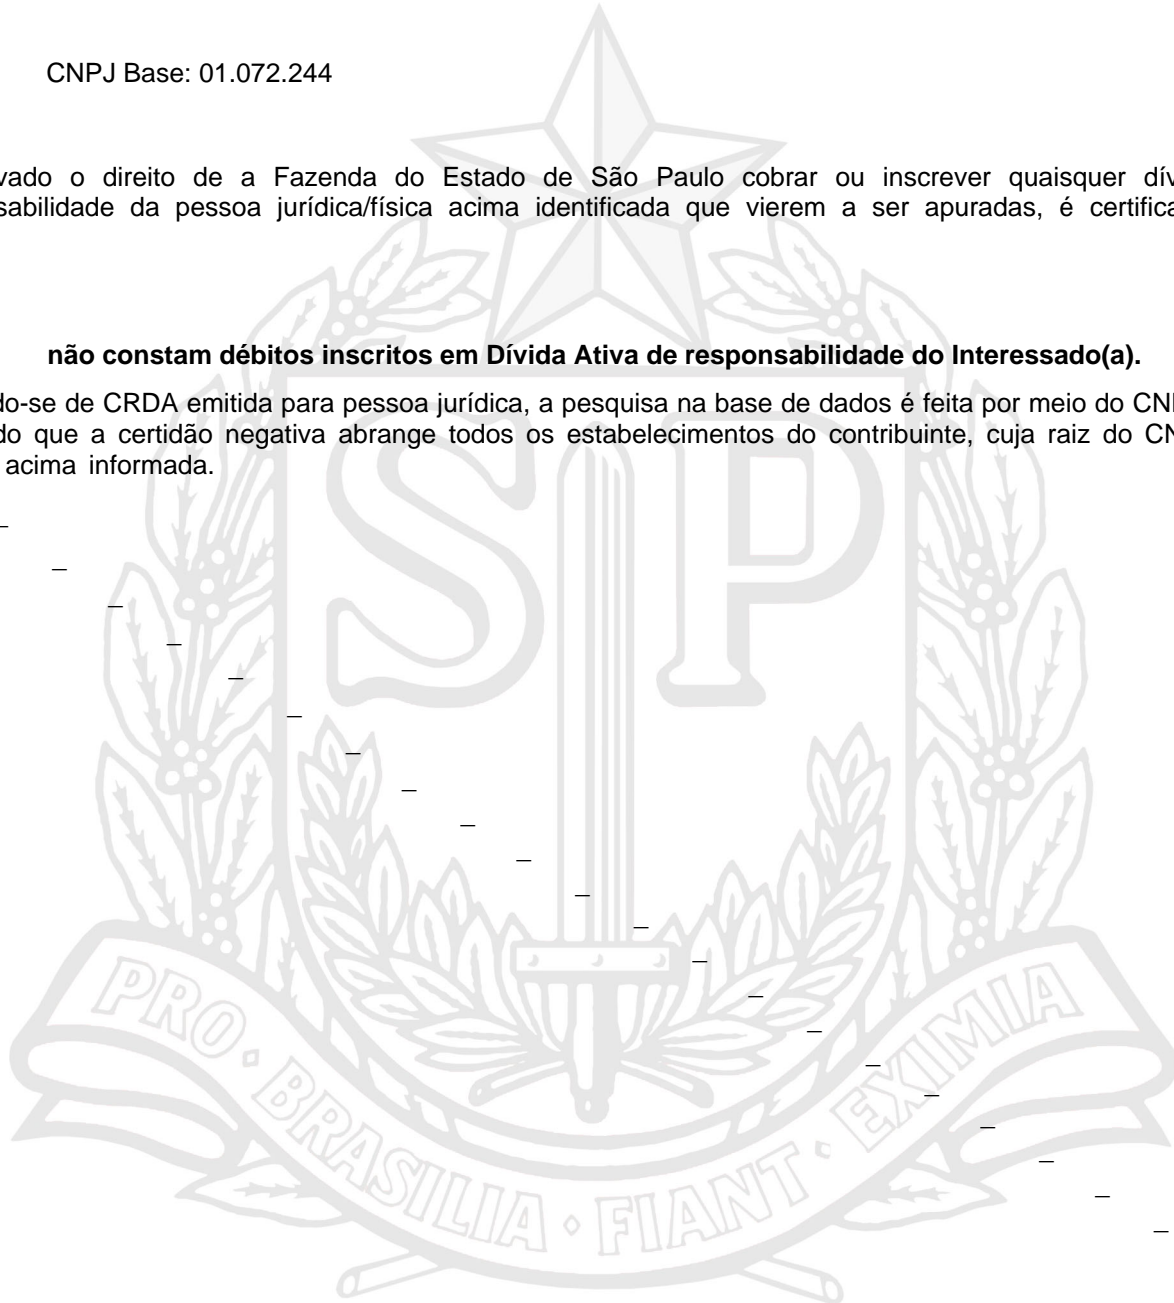 CNPJ Base: 01.072.244
vado o direito de a Fazenda do Estado de São Paulo cobrar ou inscrever quaisquer dív
sabilidade da pessoa jurídica/física acima identificada que vierem a ser apuradas, é certifica
não constam débitos inscritos em Dívida Ativa de responsabilidade do Interessado(a).
do-se de CRDA emitida para pessoa jurídica, a pesquisa na base de dados é feita por meio do CN
do que a certidão negativa abrange todos os estabelecimentos do contribuinte, cuja raiz do CN
acima informada.
SP
PRO • BRASILIA • FIANT • EXIMIA